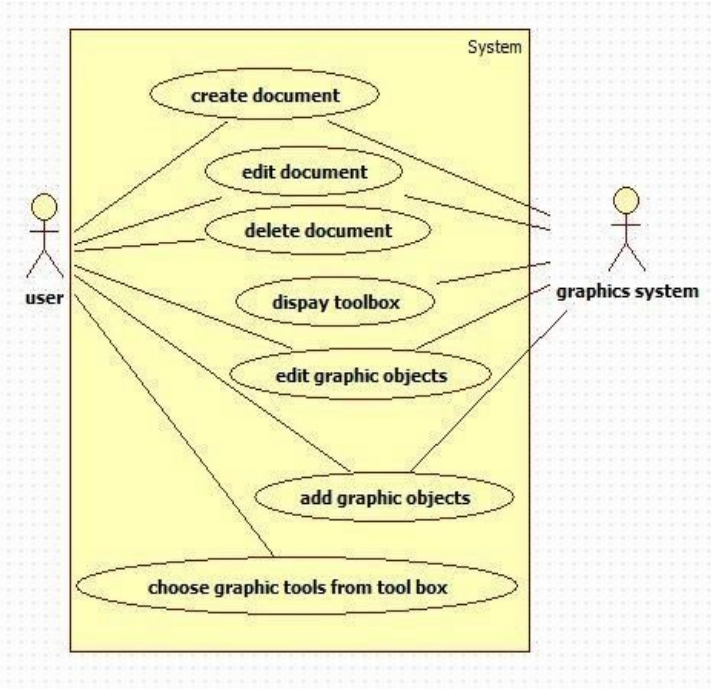 System
create document
edit document
delete document
user
dispay toolbox
graphics system
edit graphic objects
add graphic objects
choose graphic tools from tool box